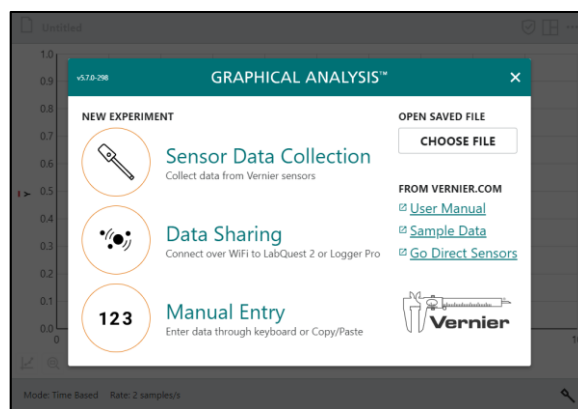 Untitled
v5.7.0-298
GRAPHICAL ANALYSIS™
×
NEW EXPERIMENT
Sensor Data Collection
Collect data from Vernier sensors
Data Sharing
Connect over WiFi to LabQuest 2 or Logger Pro
123
Manual Entry
Enter data through keyboard or Copy/Paste
OPEN SAVED FILE
CHOOSE FILE
FROM VERNIER.COM
User Manual
Sample Data
Go Direct Sensors
Vernier
1.0
0.9
0.8
0.7
0.6
0.5
0.4
0.3
0.2
0.1
0.0
0
Mode: Time Based Rate: 2 samples/s